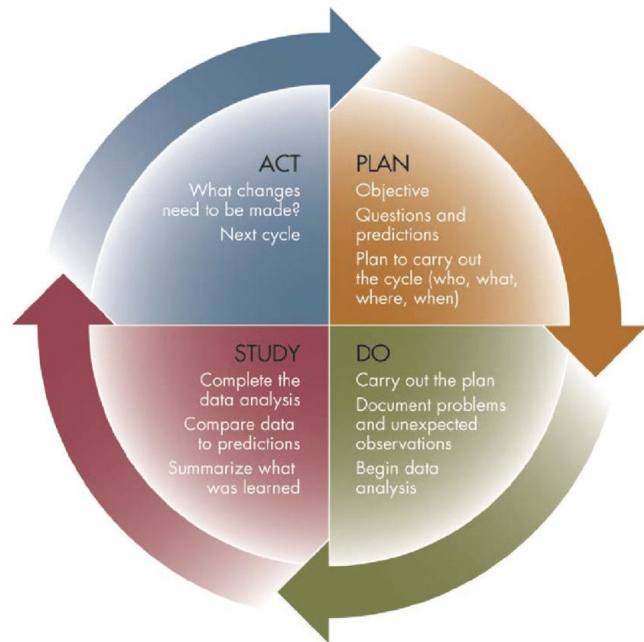 ACT
What changes
need to be made?
Next cycle
PLAN
Objective
Questions and
predictions
Plan to carry out
the cycle (who, what,
where, when)
STUDY
Complete the
data analysis
Compare data
to predictions
Summarize what
was learned
DO
Carry out the plan
Document problems
and unexpected
observations
Begin data
analysis